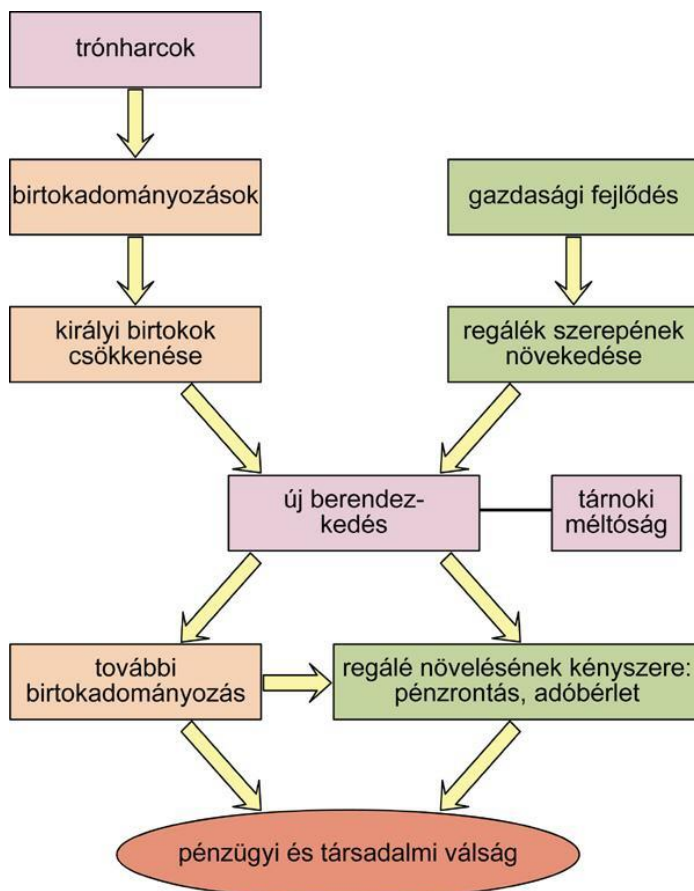 trónharcok
birtokadományozások
gazdasági fejlődés
királyi birtokok
csökkenése
regálék szerepének
növekedése
új berendez-
kedés
tárnoki
méltóság
további
birtokadományozás
regálé növelésének kényszere:
pénzrontás, adóbérlet
pénzügyi és társadalmi válság